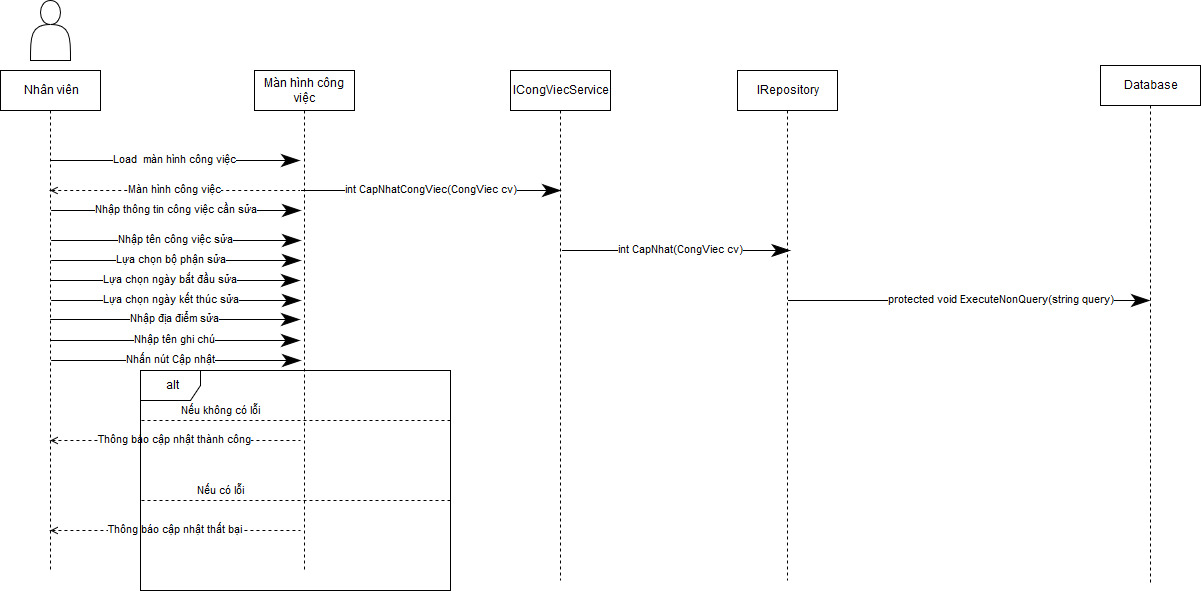 Nhân viên
Màn hình công
việc
ICongViecService
IRepository
Database
Load màn hình công việc
Màn hình công việc
int CapNhatCongViec(CongViec cv)
Nhập thông tin công việc cần sửa
Nhập tên công việc sửa
int CapNhat(CongViec cv)
Lựa chọn bộ phận sửa
Lựa chọn ngày bắt đầu sửa
Lựa chọn ngày kết thúc sửa
protected void ExecuteNonQuery(string query)
Nhập địa điểm sửa
Nhập tên ghi chú
Nhấn nút Cập nhật
alt
Nếu không có lỗi
Thông báo cập nhật thành công
Nếu có lỗi
Thông báo cập nhật thất bại